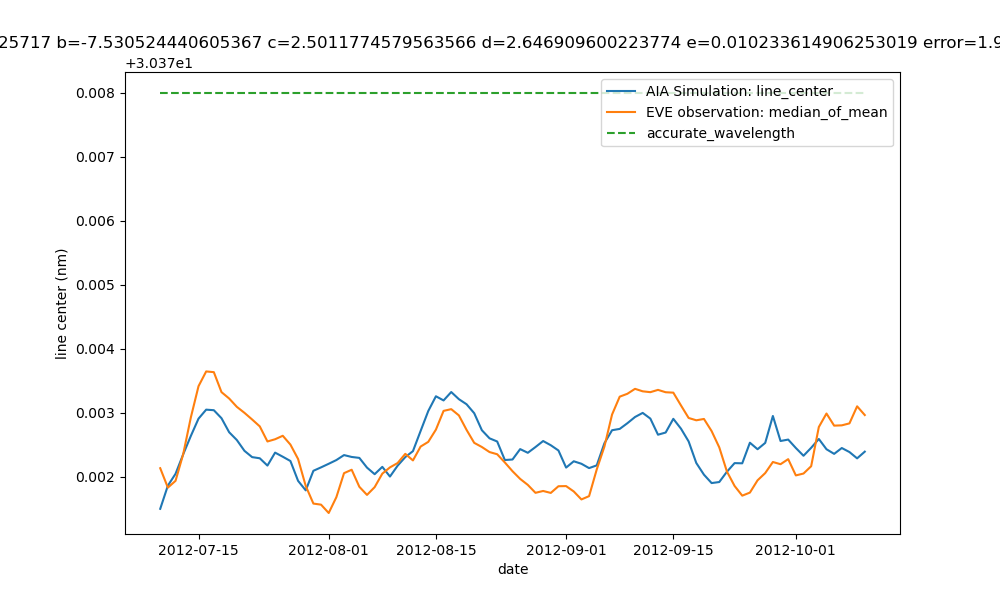 25717 b=-7.530524440605367 c=2.5011774579563566 d=2.646909600223774 e=0.010233614906253019 error=1.9
+3.037e1
AIA Simulation: line_center
EVE observation: median_of_mean
accurate_wavelength
0.008
0.007
0.006
0.005
0.004
0.003
0.002
line center (nm)
2012-07-15 2012-08-01 2012-08-15 2012-09-01 2012-09-15 2012-10-01
date